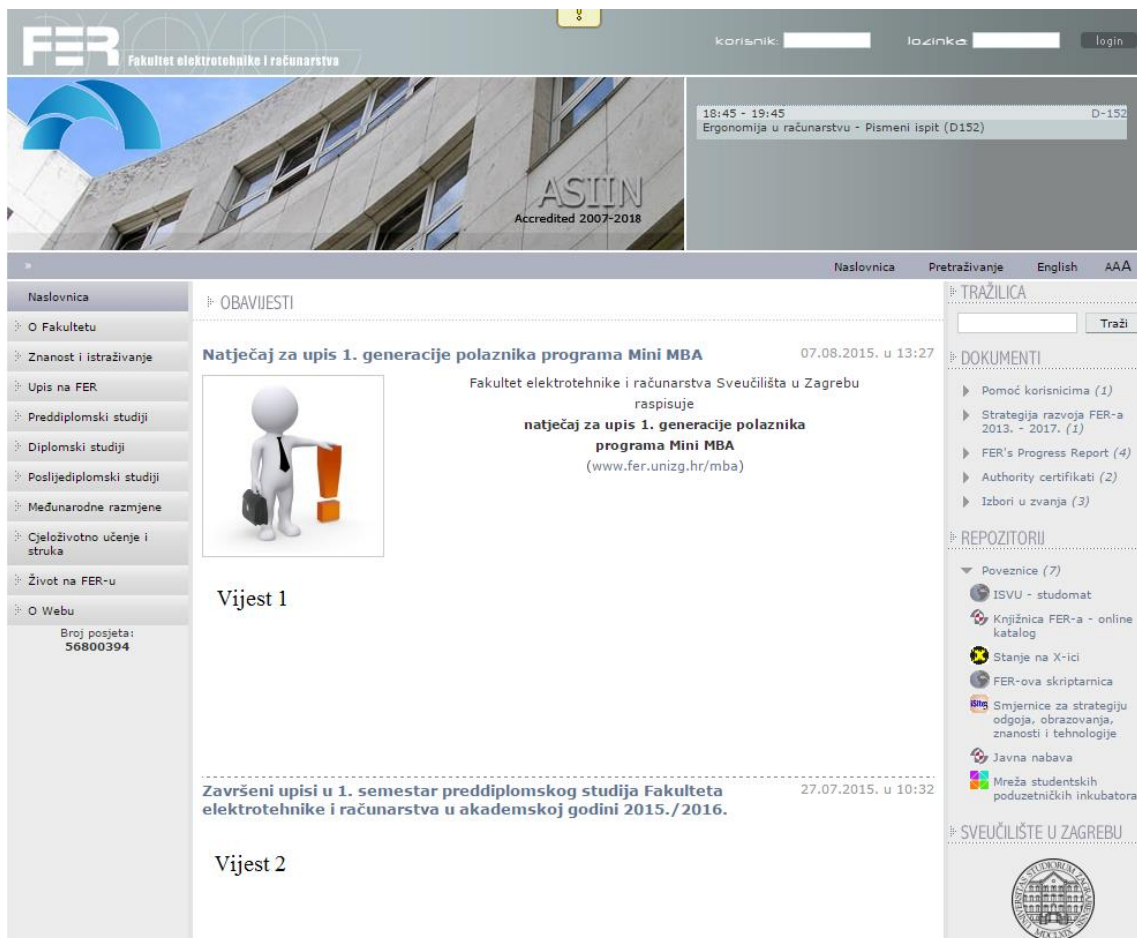 FER
Fakultet elektrotehnike i računarstva
korisnik:
lozinka:
login
ASIIN
Accredited 2007-2018
18:45 - 19:45
D-152
Ergonomija u računarstvu - Pismeni ispit (D152)
»
Naslovnica
Pretraživanje
English
AAA
Naslovnica
O Fakultetu
Znanost i istraživanje
Upis na FER
Preddiplomski studiji
Diplomski studiji
Poslijediplomski studiji
Međunarodne razmjene
Cjeloživotno učenje i
struka
Život na FER-u
O Webu
Broj posjeta:
56800394
OBAVIJESTI
Natječaj za upis 1. generacije polaznika programa Mini MBA
07.08.2015. u 13:27
Fakultet elektrotehnike i računarstva Sveučilišta u Zagrebu
raspisuje
natječaj za upis 1. generacije polaznika
programa Mini MBA
(www.fer.unizg.hr/mba)
Vijest 1
Završeni upisi u 1. semestar preddiplomskog studija Fakulteta
elektrotehnike i računarstva u akademskoj godini 2015./2016.
27.07.2015. u 10:32
Vijest 2
TRAŽILICA
Traži
DOKUMENTI
Pomoć korisnicima (1)
Strategija razvoja FER-a
2013. - 2017. (1)
FER's Progress Report (4)
Authority certifikati (2)
Izbori u zvanja (3)
REPOZITORIJ
Poveznice (7)
ISVU - studomat
Knjižnica FER-a - online
katalog
Stanje na X-ici
FER-ova skriptarnica
Smjernice za strategiju
odgoja, obrazovanja,
znanosti i tehnologije
Javna nabava
Mreža studentskih
poduzetničkih inkubatora
SVEUČILIŠTE U ZAGREBU